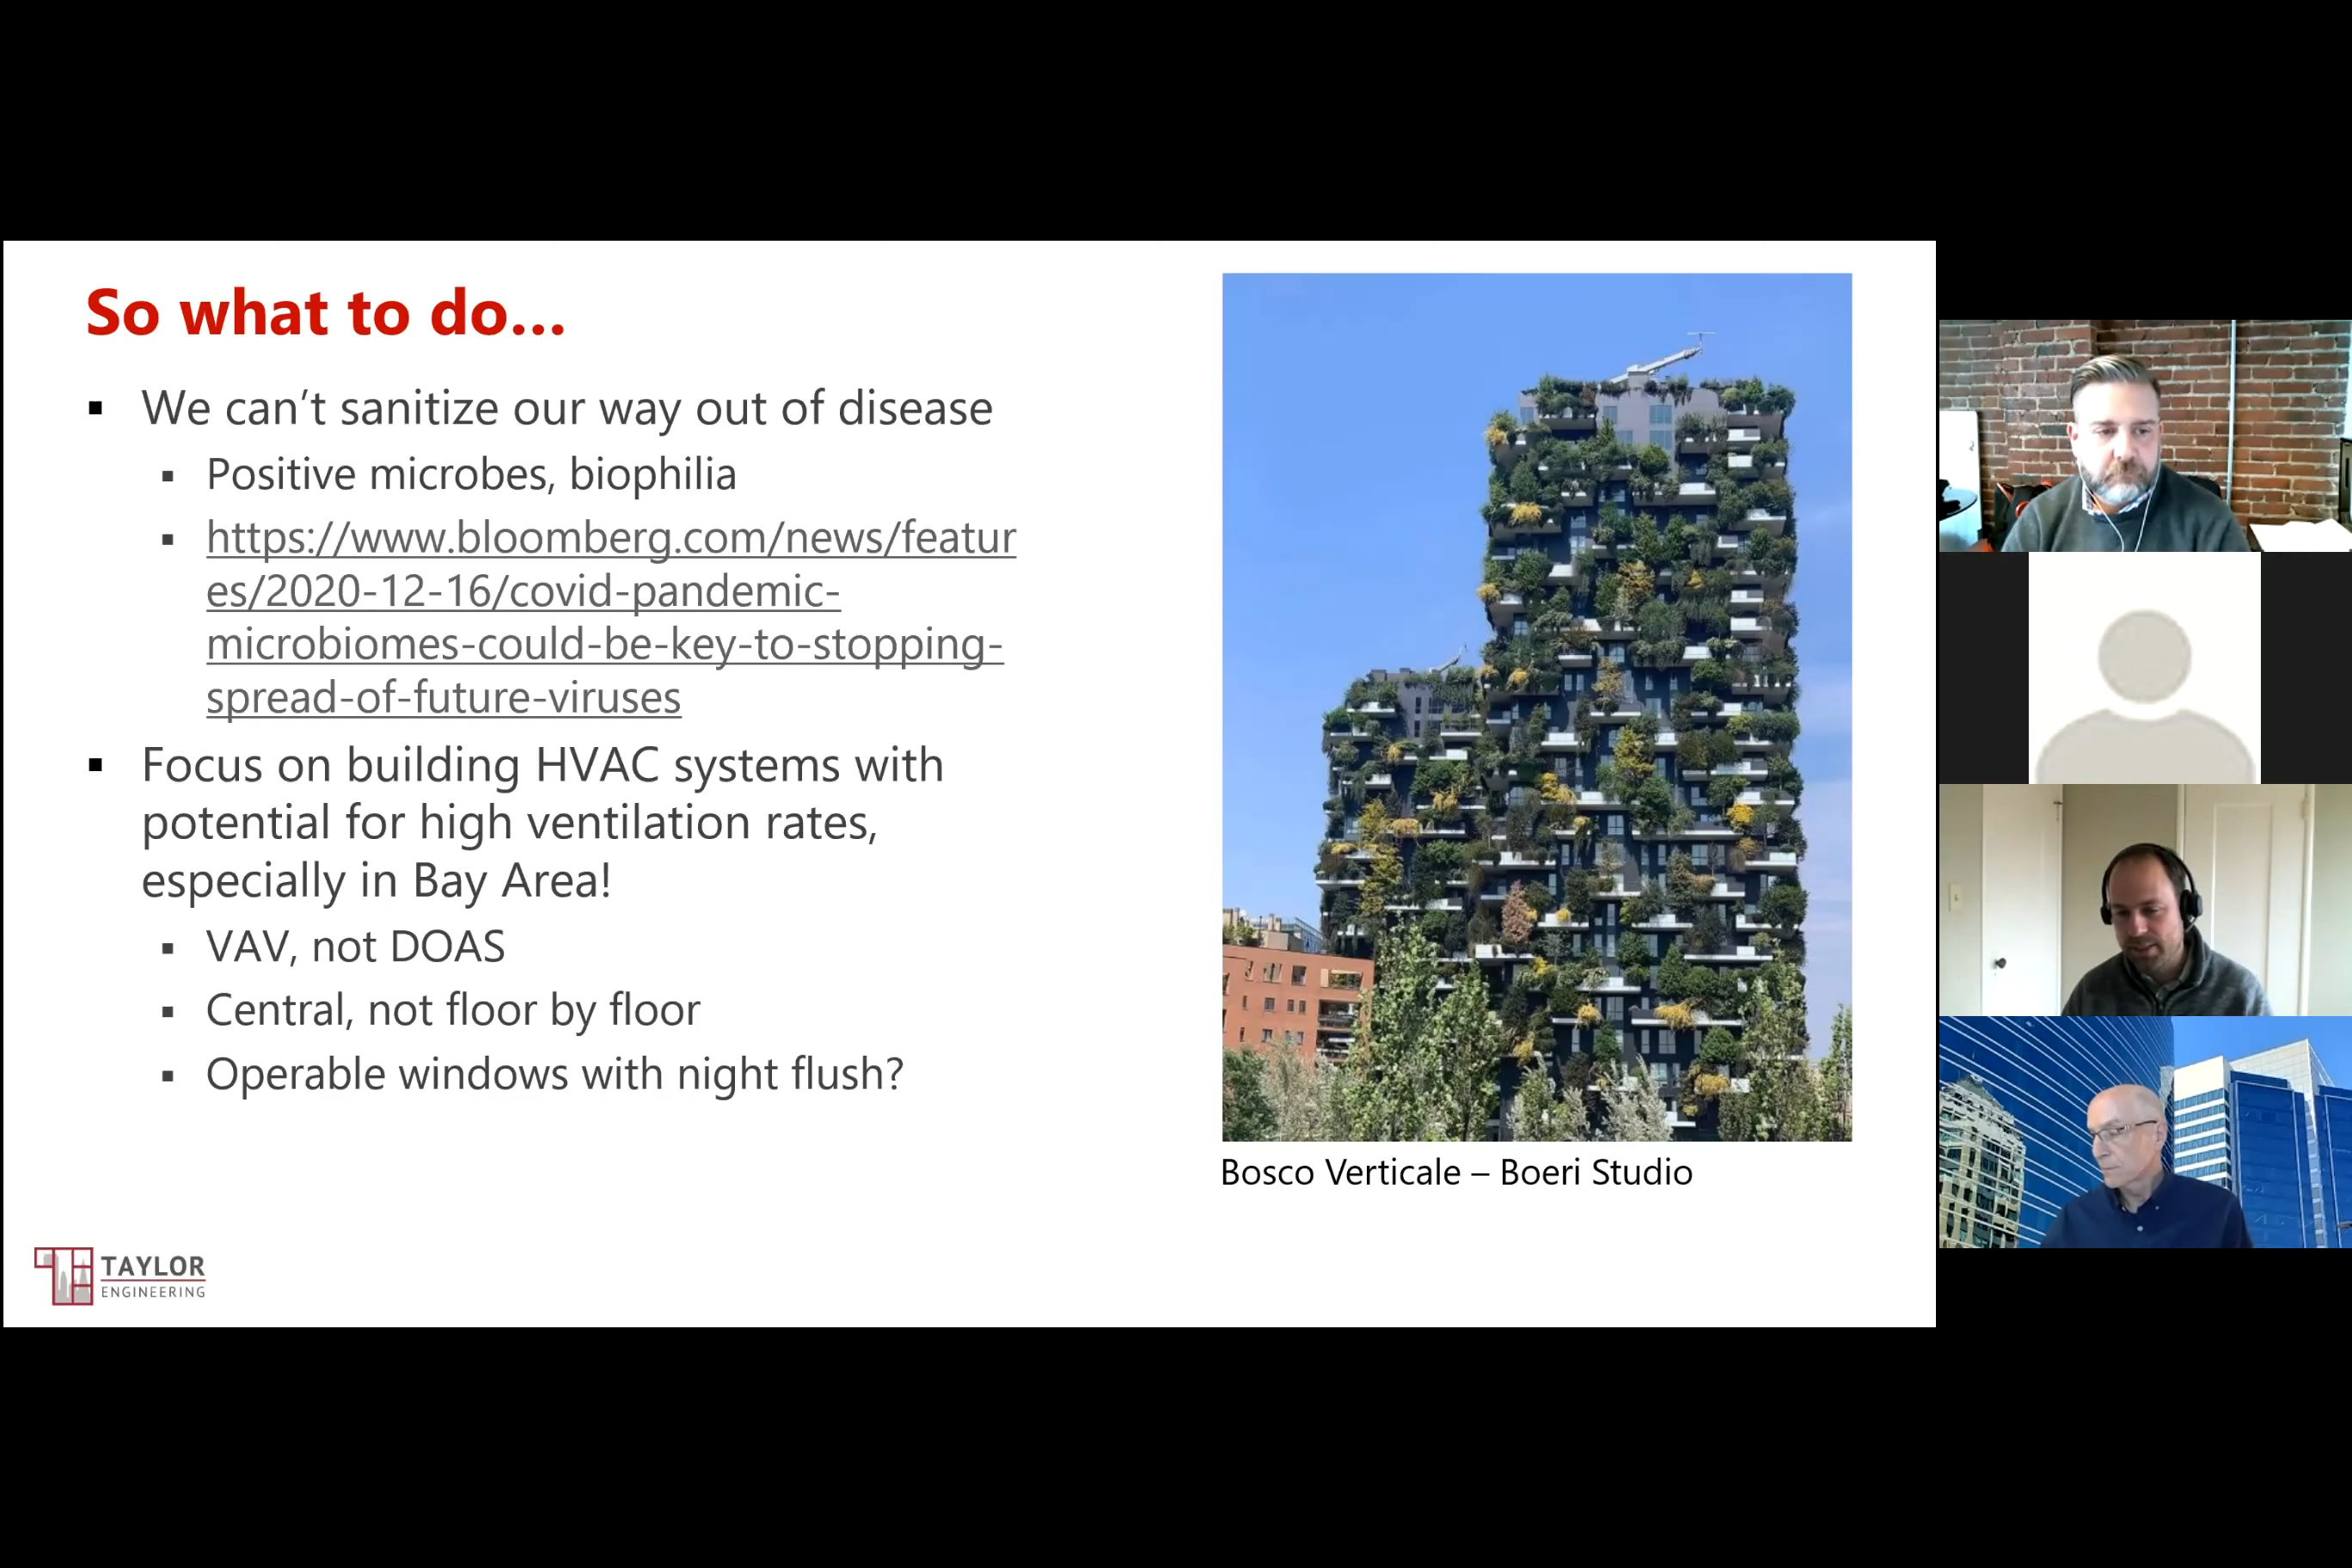 So what to do...
▪ We can’t sanitize our way out of disease
▪ Positive microbes, biophilia
▪ https://www.bloomberg.com/news/featur
es/2020-12-16/covid-pandemic-
microbiomes-could-be-key-to-stopping-
spread-of-future-viruses
▪ Focus on building HVAC systems with
potential for high ventilation rates,
especially in Bay Area!
▪ VAV, not DOAS
▪ Central, not floor by floor
▪ Operable windows with night flush?
Bosco Verticale – Boeri Studio
TAYLOR
ENGINEERING